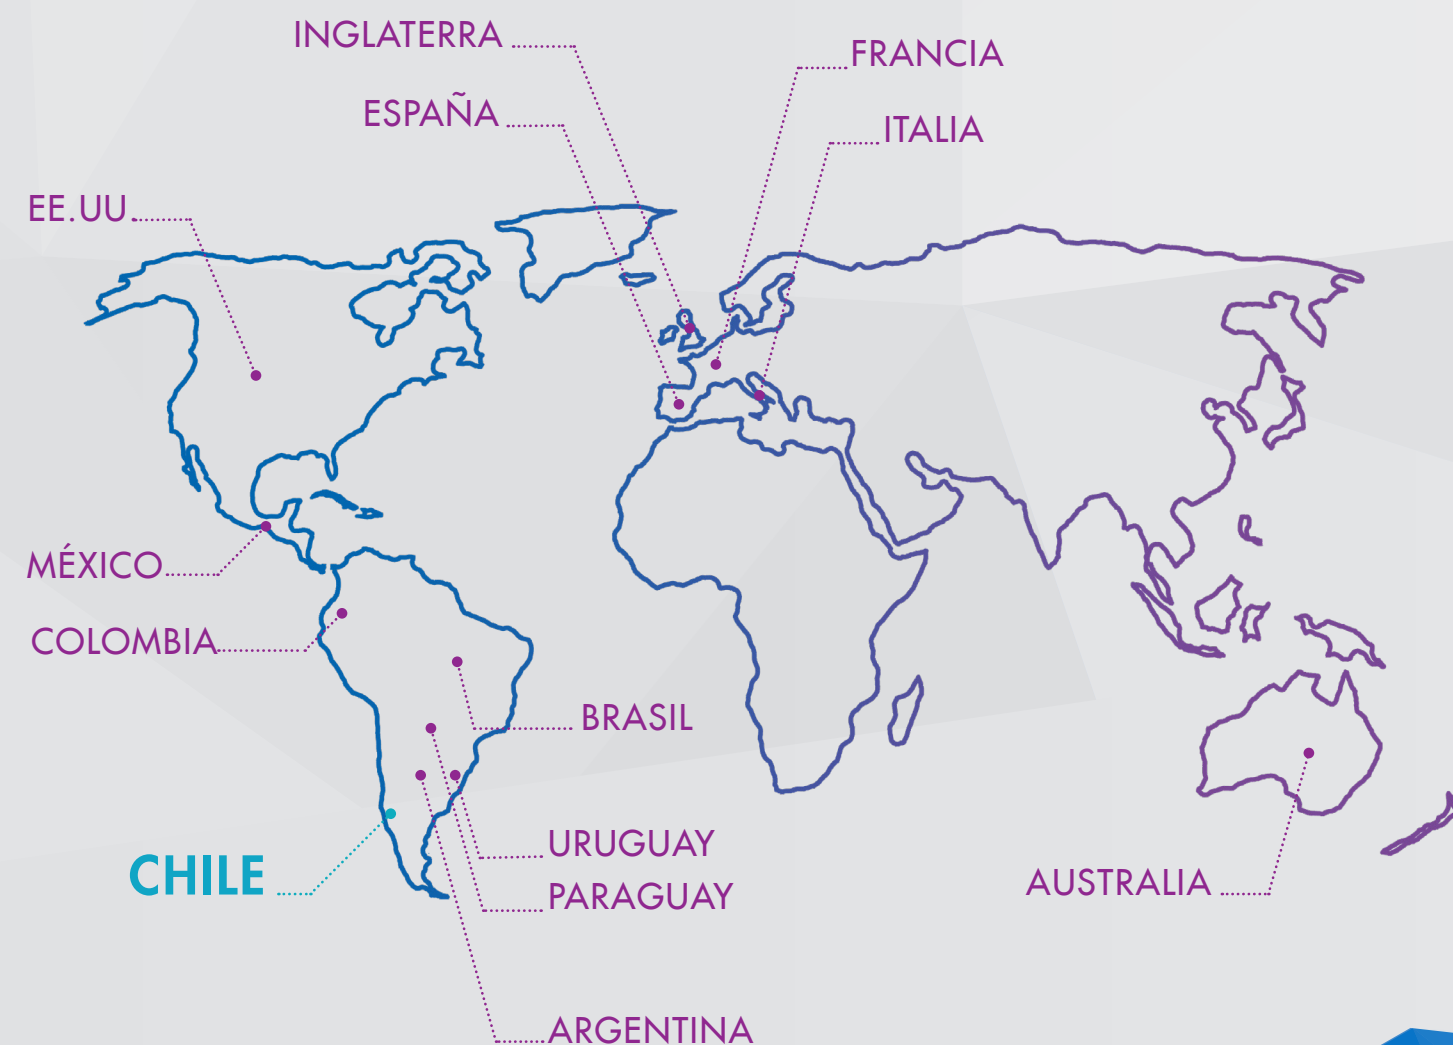 INGLATERRA
FRANCIA
ESPAÑA
ITALIA
EE.UU.
MÉXICO
COLOMBIA
BRASIL
URUGUAY
CHILE
PARAGUAY
AUSTRALIA
ARGENTINA